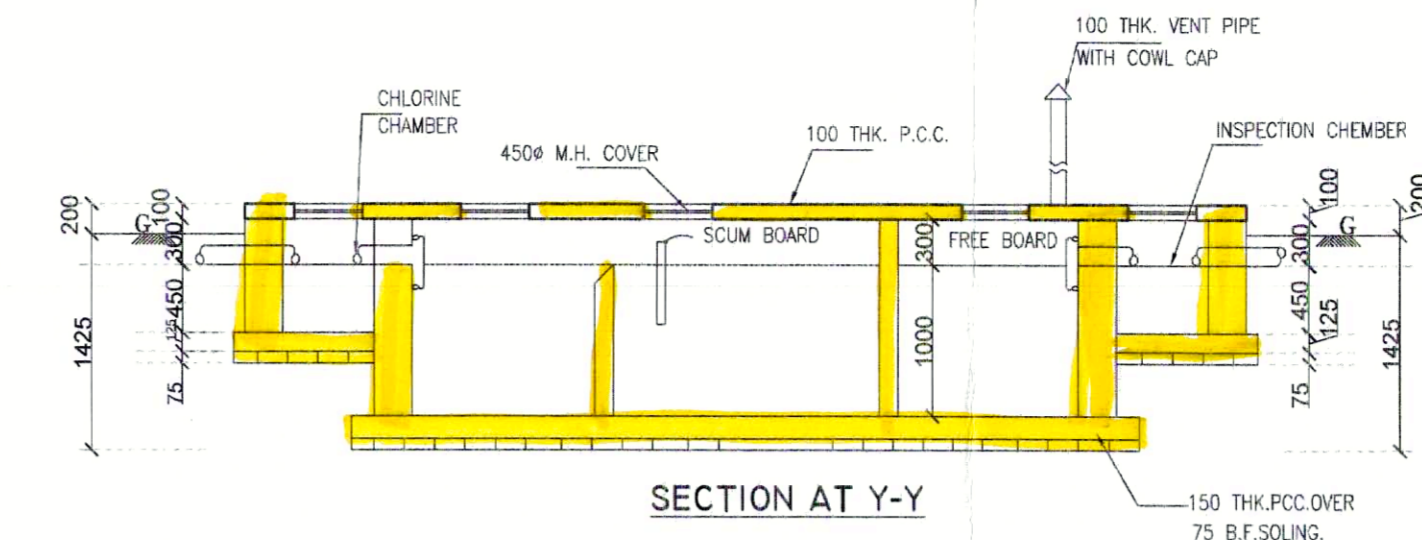 100 THK. VENT PIPE
WITH COWL CAP
CHLORINE
CHAMBER
450ø M.H. COVER
100 THK. P.C.C.
INSPECTION CHEMBER
200
100
G
300
450
125
75
1425
SCUM BOARD
FREE BOARD
300
1000
100
200
G
300
450
125
75
1425
SECTION AT Y-Y
150 THK.PCC.OVER
75 B.F.SOLING.